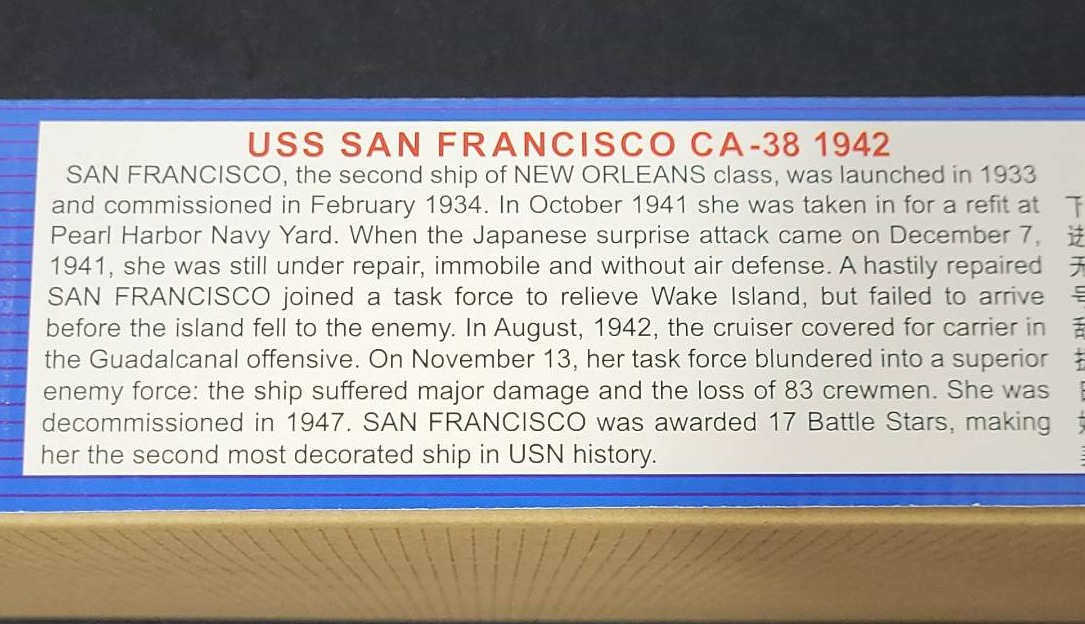 USS SAN FRANCISCO CA-38 1942
SAN FRANCISCO, the second ship of NEW ORLEANS class, was launched in 1933
and commissioned in February 1934. In October 1941 she was taken in for a refit at
Pearl Harbor Navy Yard. When the Japanese surprise attack came on December 7,
1941, she was still under repair, immobile and without air defense. A hastily repaired
SAN FRANCISCO joined a task force to relieve Wake Island, but failed to arrive
before the island fell to the enemy. In August, 1942, the cruiser covered for carrier in
the Guadalcanal offensive. On November 13, her task force blundered into a superior
enemy force: the ship suffered major damage and the loss of 83 crewmen. She was
decommissioned in 1947. SAN FRANCISCO was awarded 17 Battle Stars, making
her the second most decorated ship in USN history.